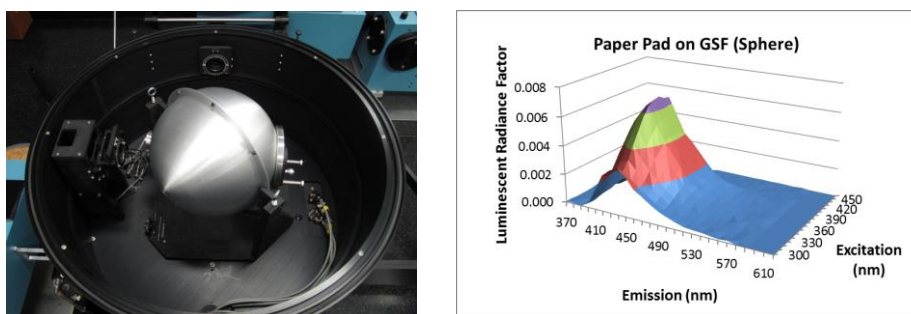 Paper Pad on GSF (Sphere)
Luminescent Radiance Factor
0.008
0.006
0.004
0.002
0.000
370 410 450 490 530 570 610
Emission (nm)
450
420
390
360
330
300
Excitation
(nm)